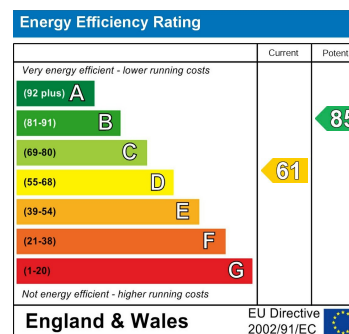 Energy Efficiency Rating
Current Potent
Very energy efficient - lower running costs
(92 plus) A
(81-91) B 85
(69-80) C
(55-68) D 61
(39-54) E
(21-38) F
(1-20) G
Not energy efficient - higher running costs
England & Wales
EU Directive
2002/91/EC